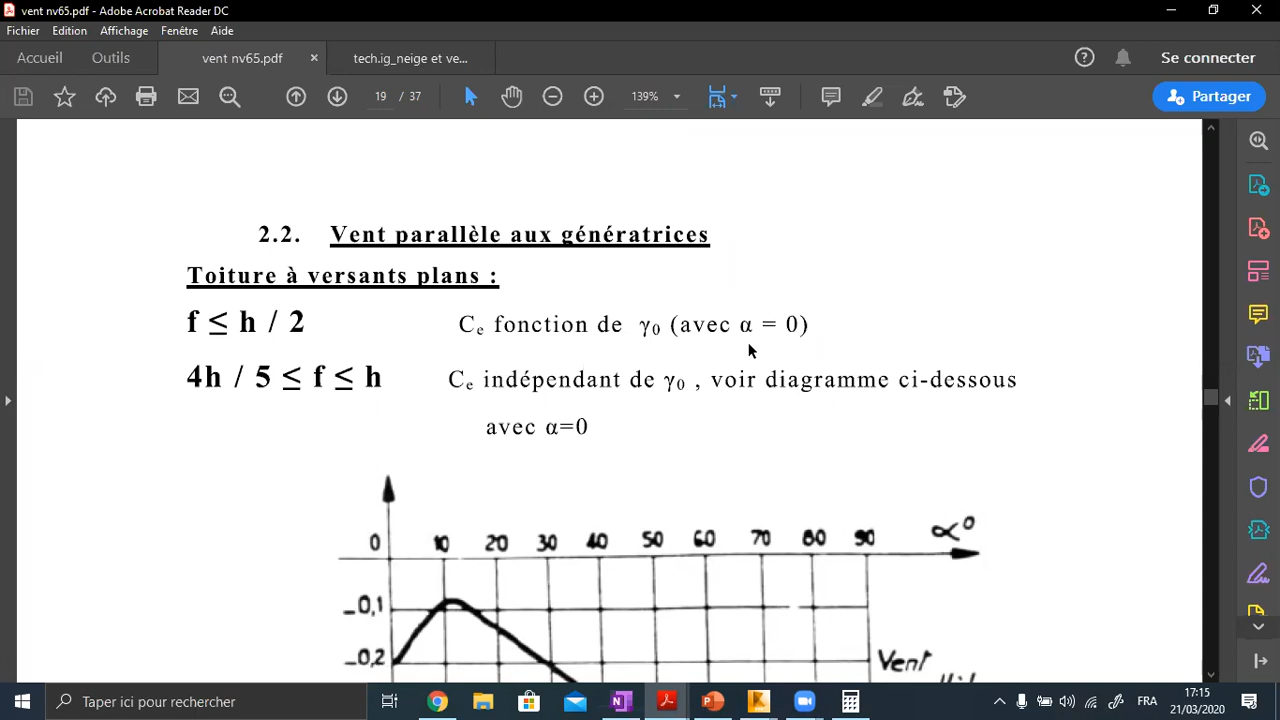 vent nv65.pdf - Adobe Acrobat Reader DC
Fichier Edition Affichage Fenêtre Aide
Accueil Outils vent nv65.pdf × tech.ig_neige et ve... Se connecter
19 / 37 139% Partager
2.2. Vent parallèle aux génératrices
Toiture à versants plans :
f ≤ h / 2 Ce fonction de γ0 (avec α = 0)
4h / 5 ≤ f ≤ h Ce indépendant de γ0 , voir diagramme ci-dessous
avec α=0
0 10 20 30 40 50 60 70 80 90 α°
-0,1
-0,2 Vent
Taper ici pour rechercher FRA 17:15
21/03/2020